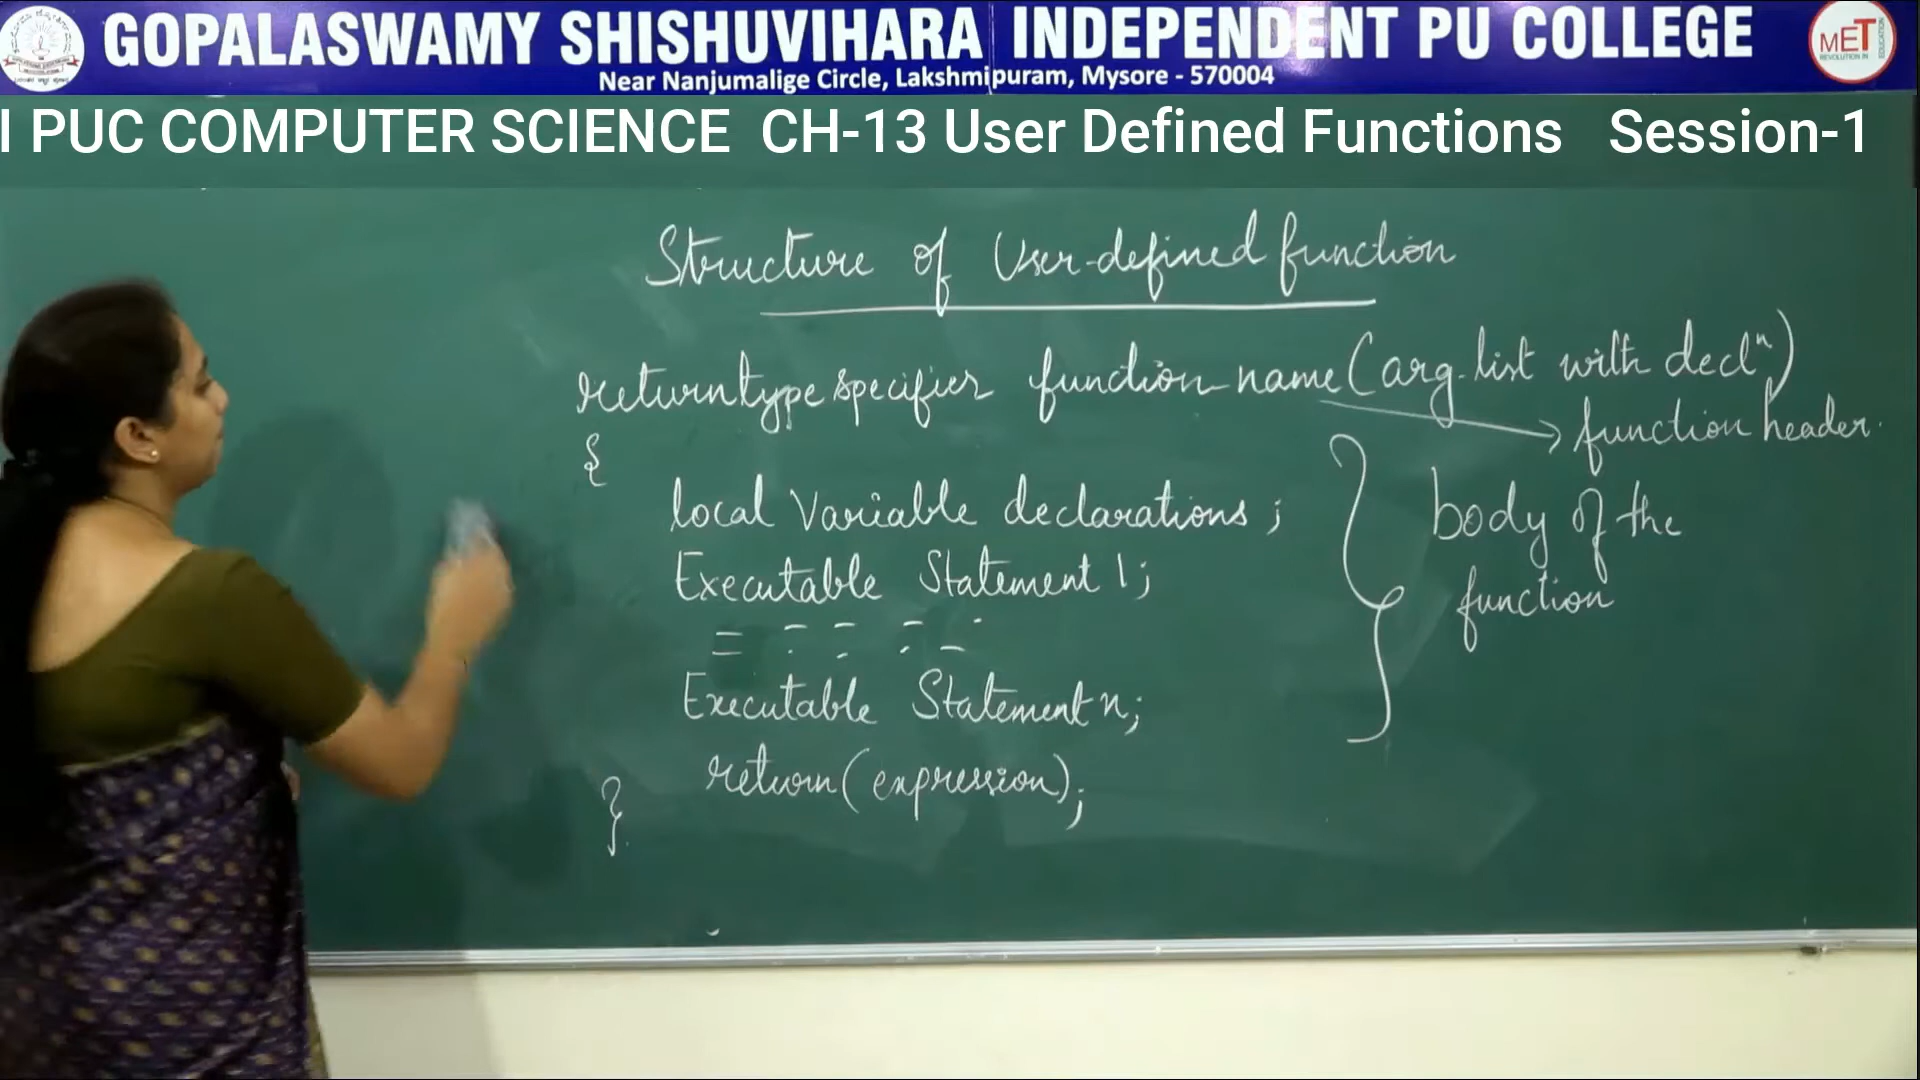 GOPALASWAMY SHISHUVIHARA INDEPENDENT PU COLLEGE
Near Nanjumalige Circle, Lakshmipuram, Mysore - 570004
MET
I PUC COMPUTER SCIENCE CH-13 User Defined Functions Session-1
Structure of User-defined function
returntype specifier function-name (arg-list with declⁿ)
→ function header.
{
local Variable declarations ;
Executable Statement 1;
Executable Statement n;
return (expression);
}
} body of the
function